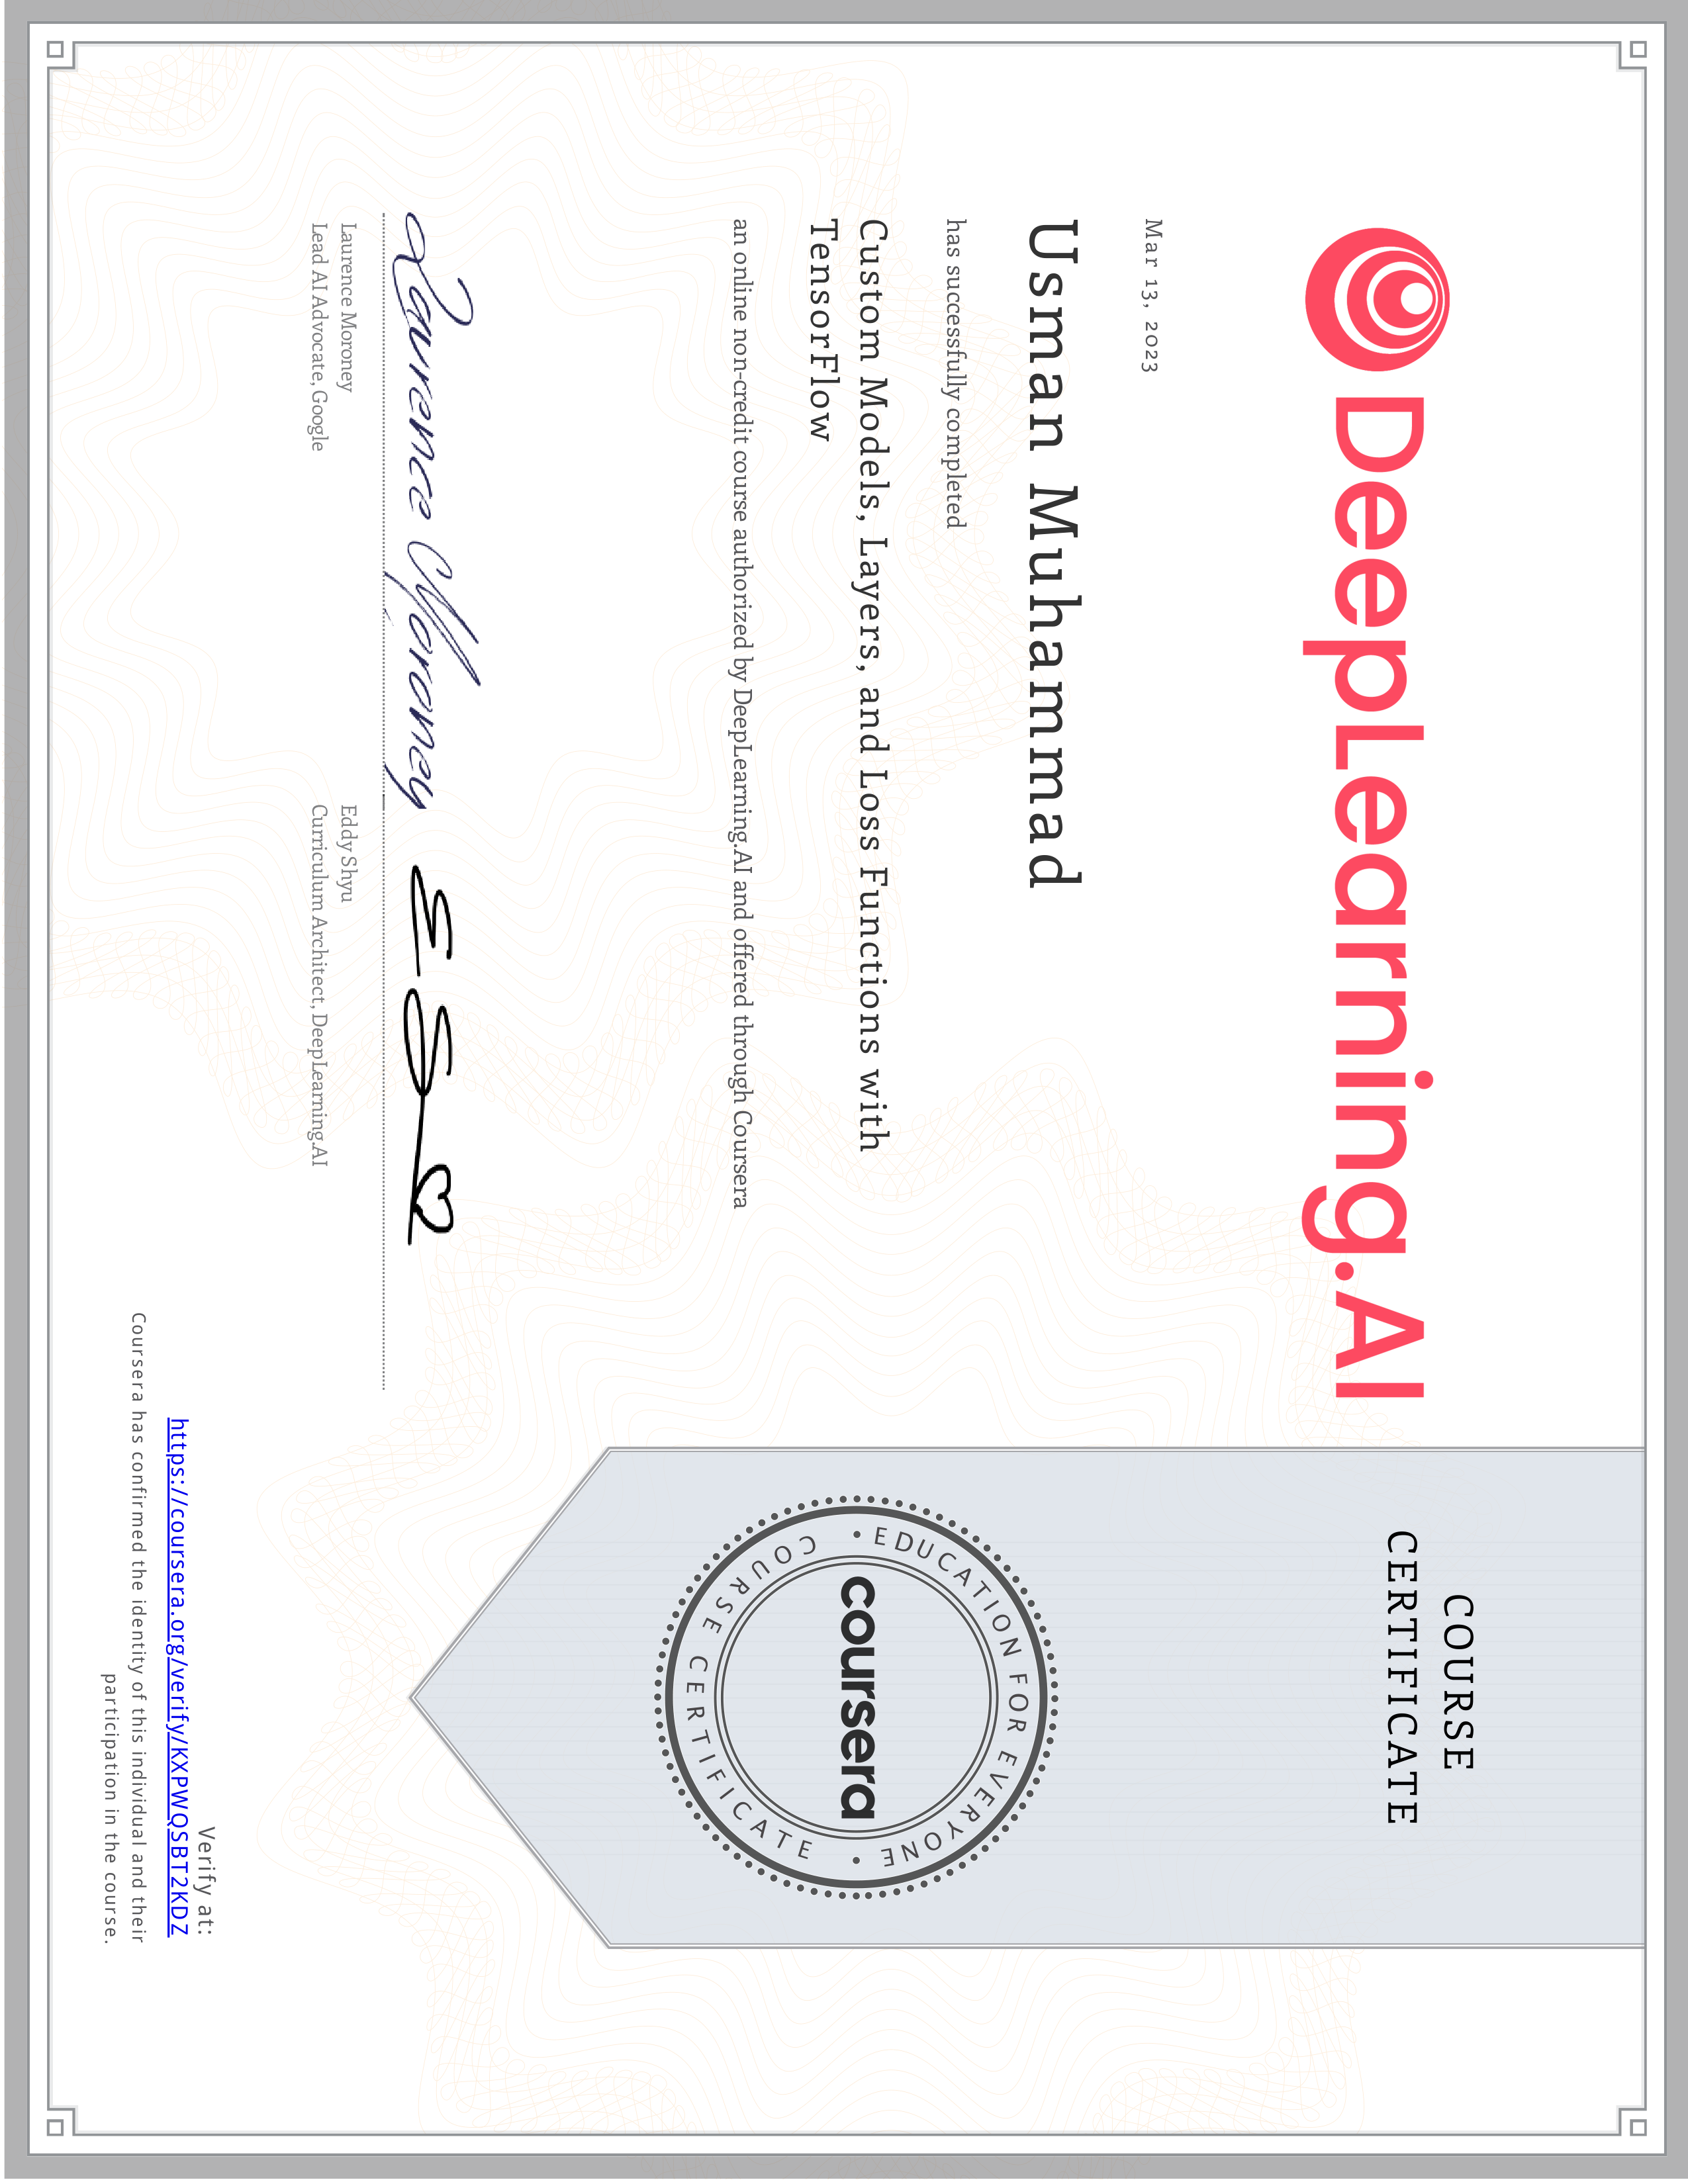 DeepLearning.AI
COURSE
CERTIFICATE
Mar 13, 2023
Usman Muhammad
has successfully completed
Custom Models, Layers, and Loss Functions with
TensorFlow
an online non-credit course authorized by DeepLearning.AI and offered through Coursera
EDUCATION FOR EVERYONE
coursera
COURSE CERTIFICATE
Laurence Moroney
Laurence Moroney
Lead AI Advocate, Google
Eddy Shyu
Curriculum Architect, DeepLearning.AI
Verify at:
https://coursera.org/verify/KXPWQSBT2KDZ
Coursera has confirmed the identity of this individual and their
participation in the course.